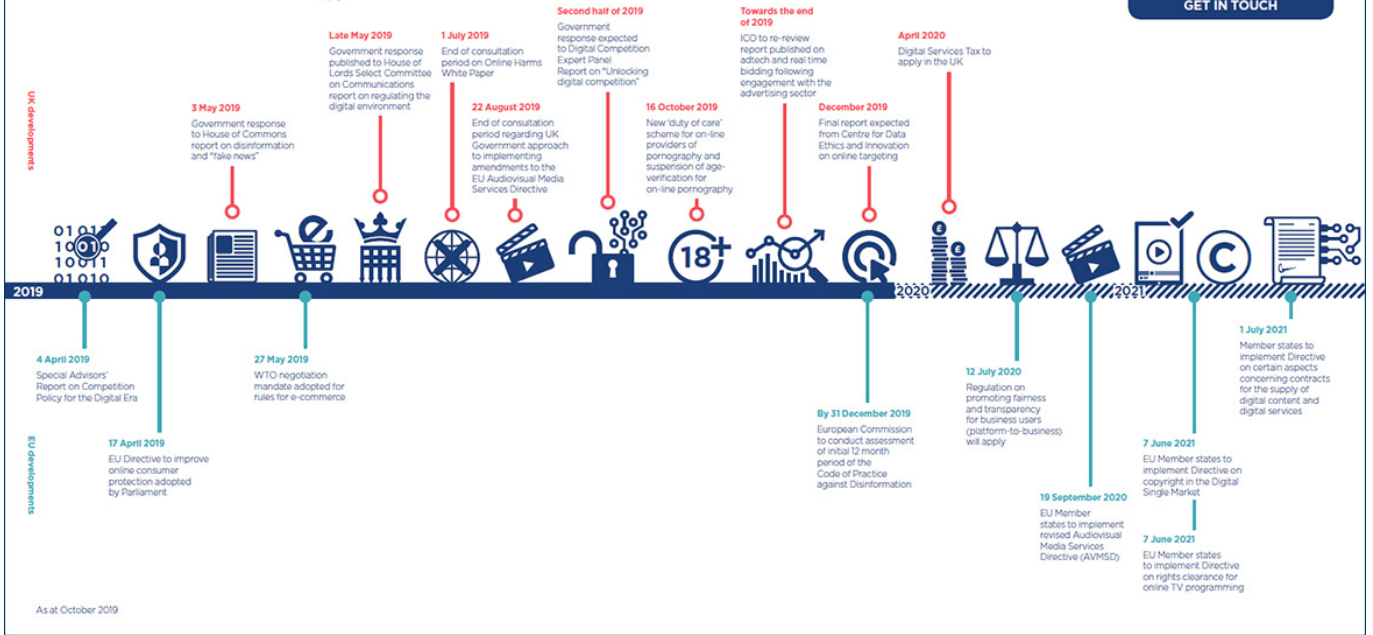 GET IN TOUCH
UK developments
3 May 2019
Government response
to House of Commons
report on disinformation
and "fake news"
Late May 2019
Government response
published to House of
Lords Select Committee
on Communications
report on regulating the
digital environment
1 July 2019
End of consultation
period on Online Harms
White Paper
22 August 2019
End of consultation
period regarding UK
Government approach
to implementing
amendments to the
EU Audiovisual Media
Services Directive
Second half of 2019
Government
response expected
to Digital Competition
Expert Panel
Report on "Unlocking
digital competition"
16 October 2019
New 'duty of care'
scheme for on-line
providers of
pornography and
suspension of age-
verification for
on-line pornography
Towards the end
of 2019
ICO to re-review
report published on
adtech and real time
bidding following
engagement with the
advertising sector
December 2019
Final report expected
from Centre for Data
Ethics and Innovation
on online targeting
April 2020
Digital Services Tax to
apply in the UK
01 01
10010
10011
01 010
e
18+
£
£
C
2019
2020
2021
EU developments
4 April 2019
Special Advisors'
Report on Competition
Policy for the Digital Era
17 April 2019
EU Directive to improve
online consumer
protection adopted
by Parliament
27 May 2019
WTO negotiation
mandate adopted for
rules for e-commerce
By 31 December 2019
European Commission
to conduct assessment
of initial 12 month
period of the
Code of Practice
against Disinformation
12 July 2020
Regulation on
promoting fairness
and transparency
for business users
(platform-to-business)
will apply
19 September 2020
EU Member
states to implement
revised Audiovisual
Media Services
Directive (AVMSD)
7 June 2021
EU Member states to
implement Directive on
copyright in the Digital
Single Market
7 June 2021
EU Member states
to implement Directive
on rights clearance for
online TV programming
1 July 2021
Member states to
implement Directive
on certain aspects
concerning contracts
for the supply of
digital content and
digital services
As at October 2019